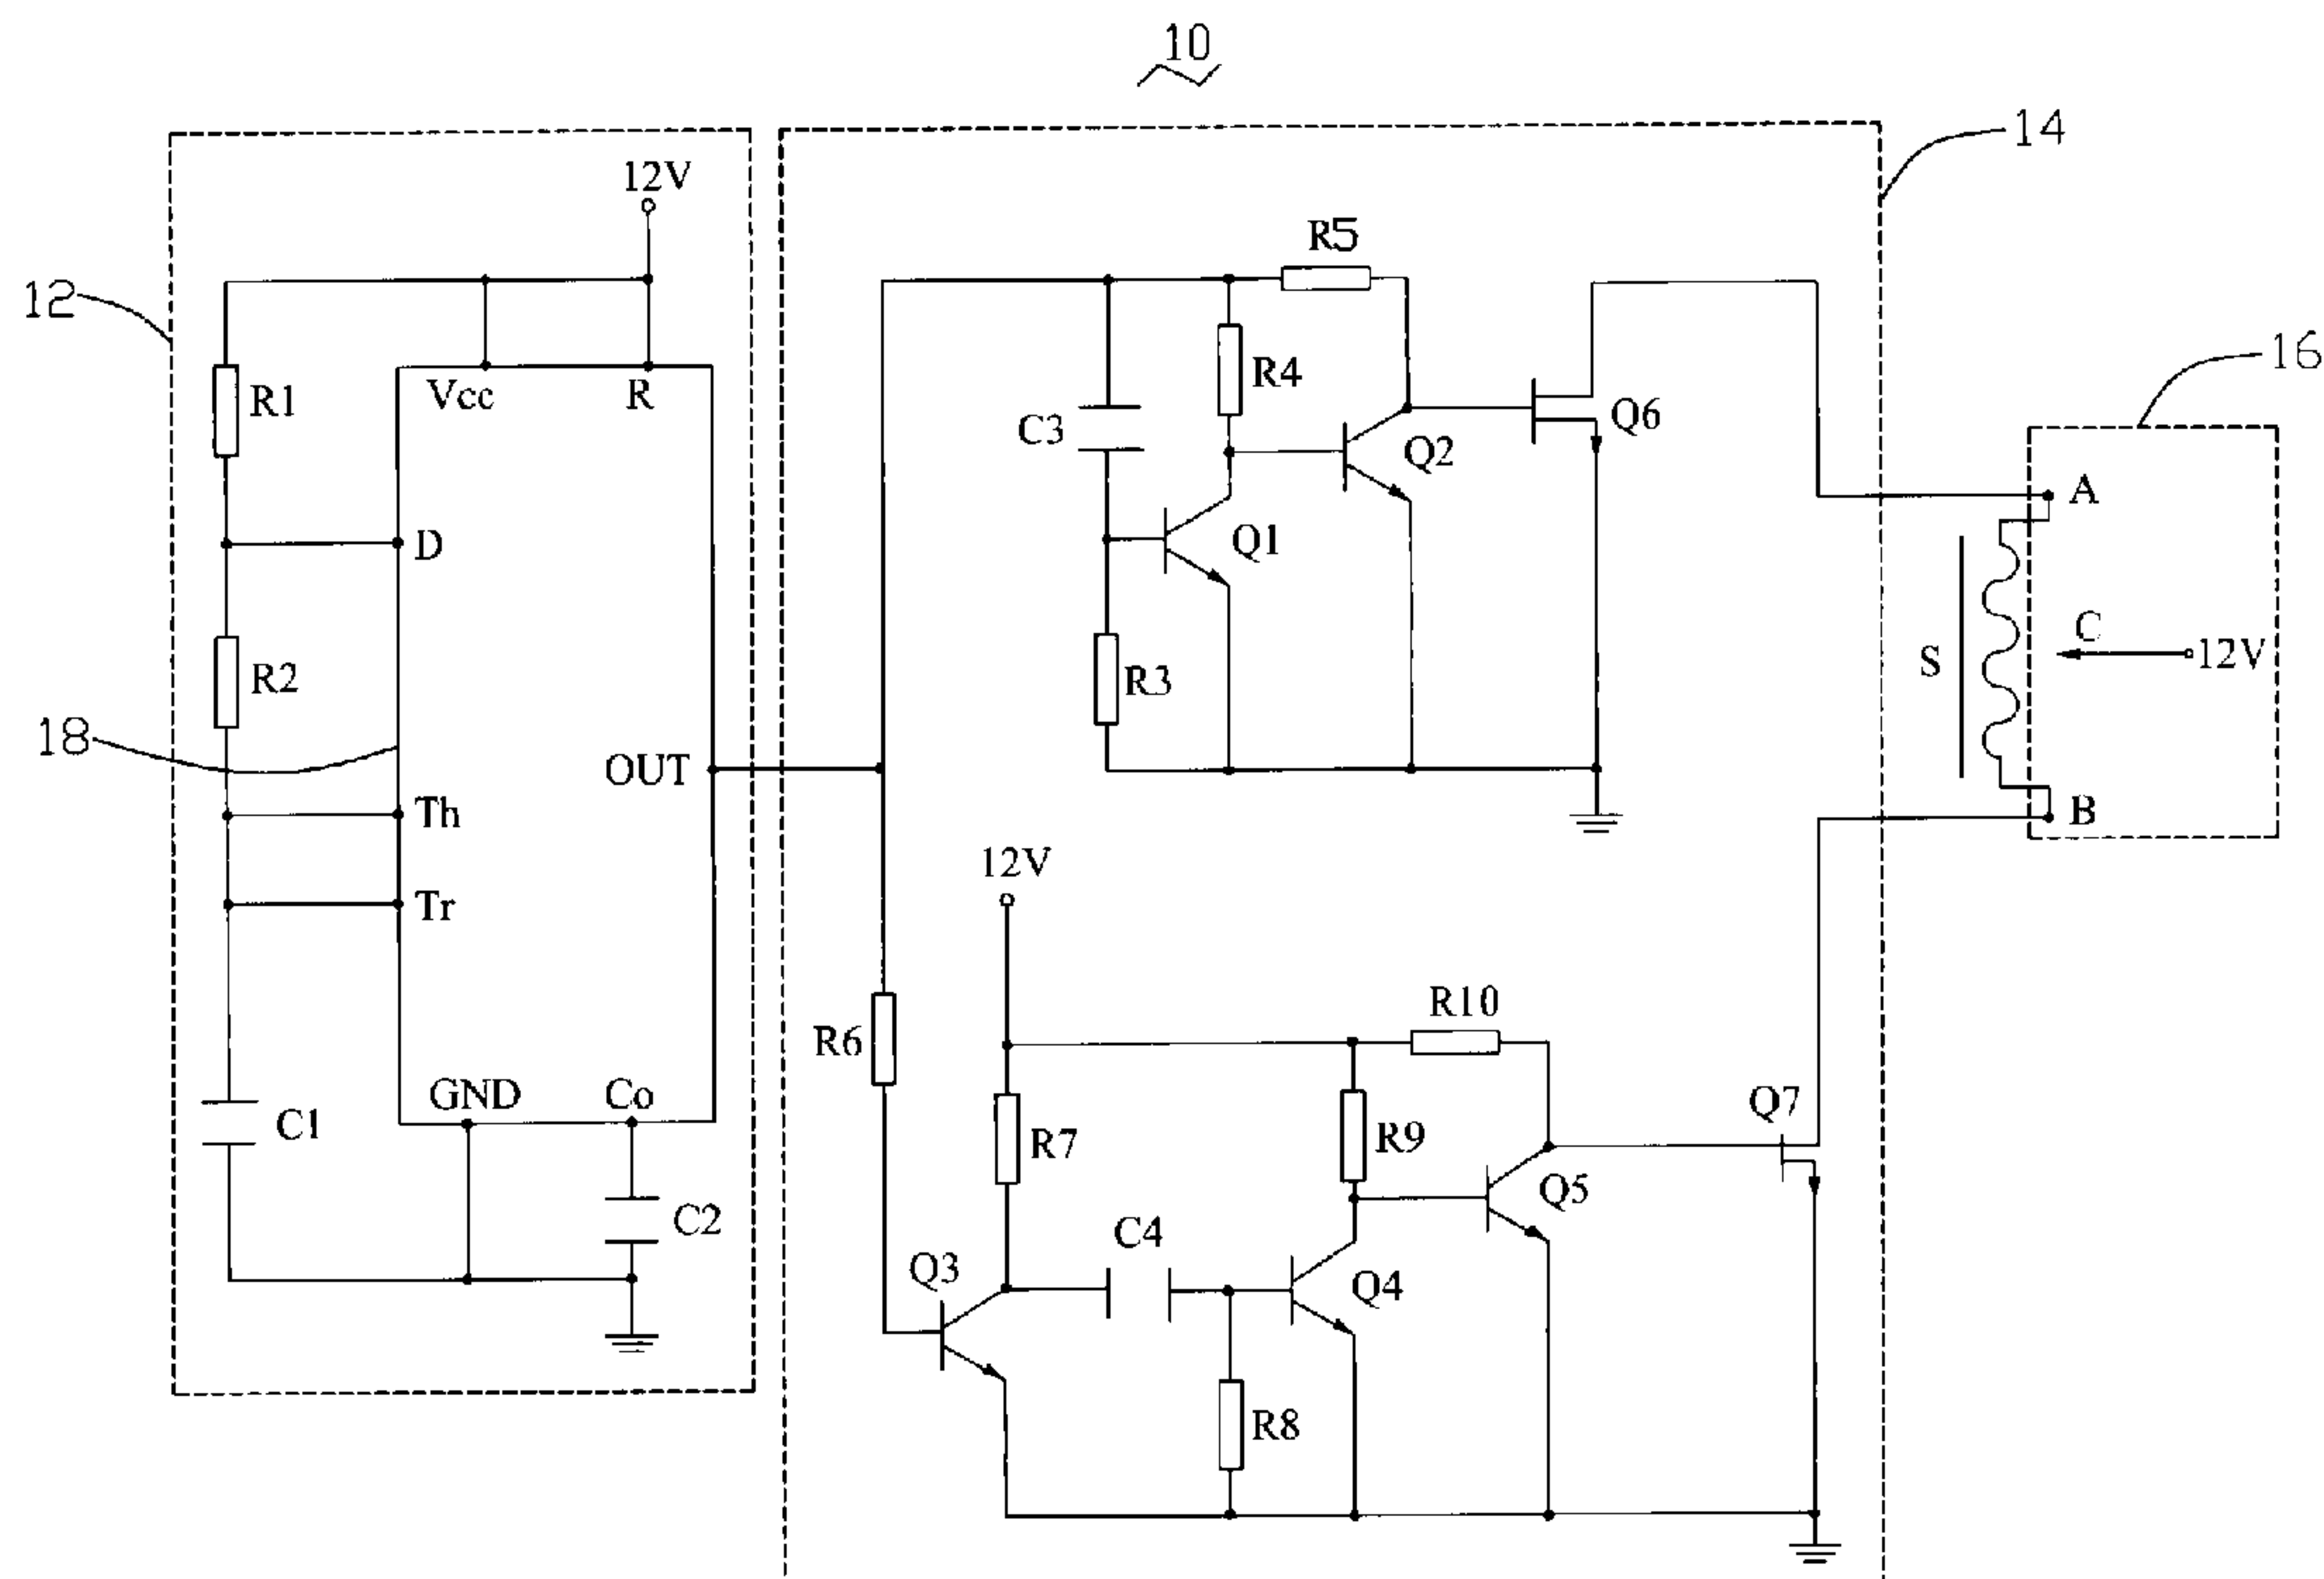 10
14
12V
R5
12
16
R1
Vcc
R
R4
C3
Q2
Q6
A
D
Q1
C
S
12V
R2
R3
18
OUT
Th
B
12V
Tr
R10
R6
GND
Co
C1
R7
R9
Q7
C2
C4
Q5
Q3
Q4
R8